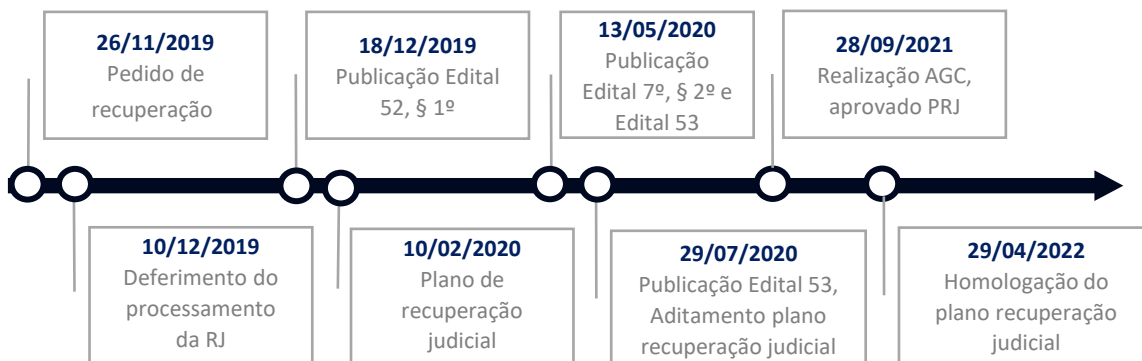 26/11/2019
Pedido de
recuperação
18/12/2019
Publicação Edital
52, § 1º
13/05/2020
Publicação
Edital 7º, § 2º e
Edital 53
28/09/2021
Realização AGC,
aprovado PRJ
10/12/2019
Deferimento do
processamento
da RJ
10/02/2020
Plano de
recuperação
judicial
29/07/2020
Publicação Edital 53,
Aditamento plano
recuperação judicial
29/04/2022
Homologação do
plano recuperação
judicial